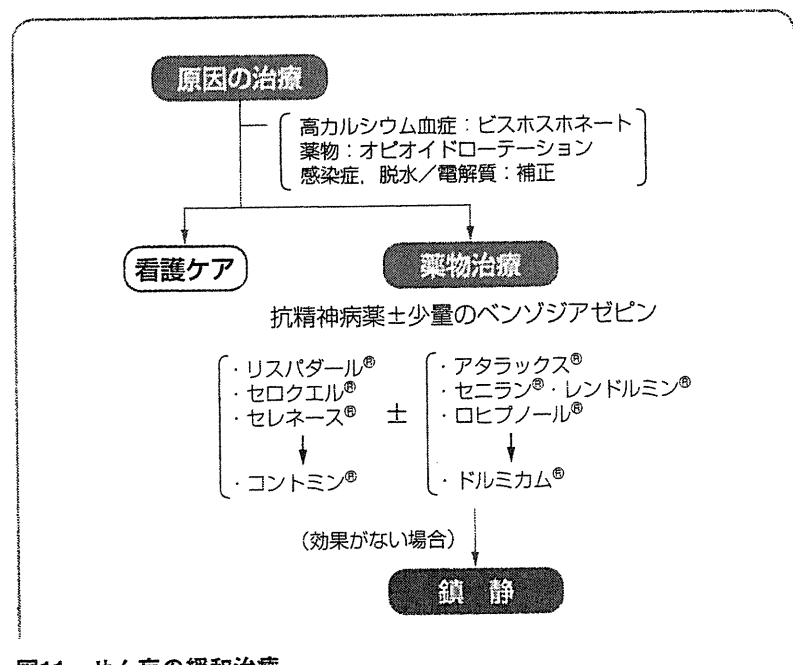 原因の治療
高カルシウム血症：ビスホスホネート
薬物：オピオイドローテーション
感染症，脱水／電解質：補正
看護ケア
薬物治療
抗精神病薬±少量のベンゾジアゼピン
・リスパダール®
・セロクエル®
・セレネース®
・コントミン®
±
・アタラックス®
・セニラン®・レンドルミン®
・ロヒプノール®
・ドルミカム®
（効果がない場合）
鎮　静
図11　せん妄の緩和治療